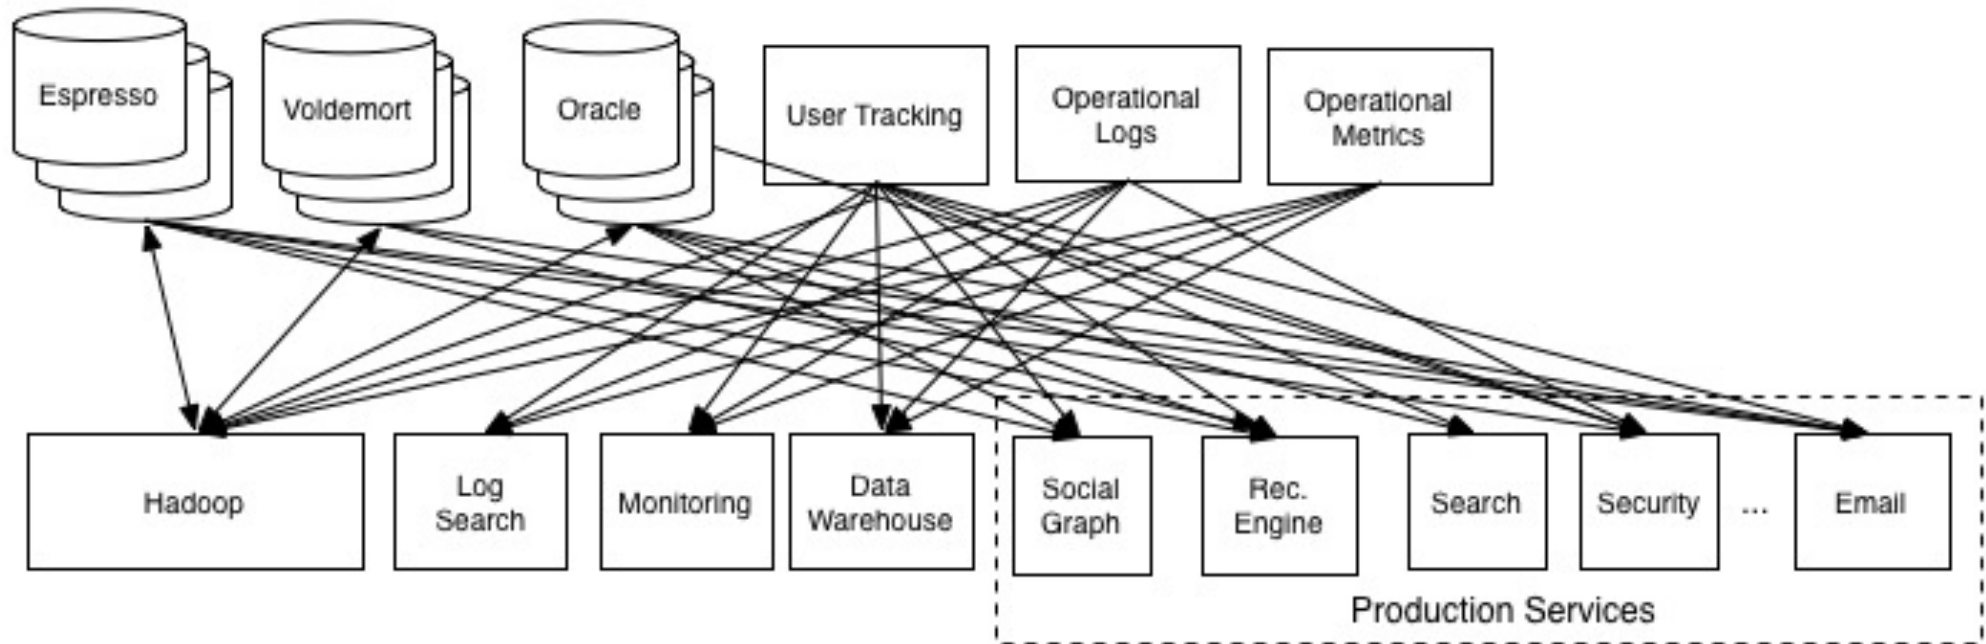 Espresso
Voldemort
Oracle
User Tracking
Operational
Logs
Operational
Metrics
Hadoop
Log
Search
Monitoring
Data
Warehouse
Social
Graph
Rec.
Engine
Search
Security
...
Email
Production Services